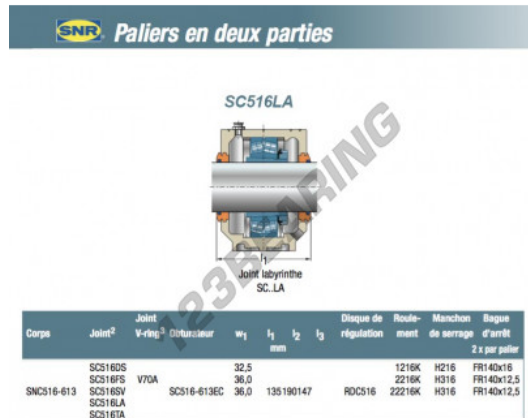 SNR Paliers en deux parties
SC516LA
123BEARING
l1
Joint labyrinthe
SC..LA
Corps Joint2 Joint V-ring3 Obturateur w1 l1 l2 l3 Disque de régulation Roule-ment Manchon de serrage Bague d'arrêt
mm 2 x par palier
SC516DS 32,5 1216K H216 FR140x16
SC516FS V70A 36,0 2216K H316 FR140x12,5
SNC516-613 SC516SV SC516-613EC 36,0 135190147 RDC516 22216K H316 FR140x12,5
SC516LA
SC516TA